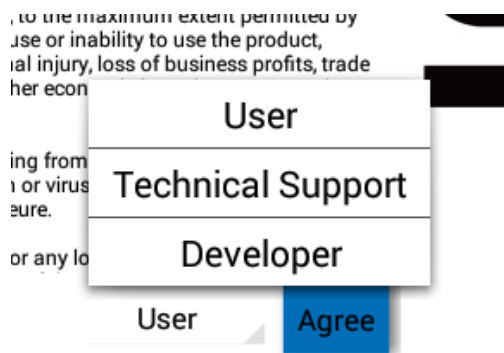 , to the maximum extent permitted by
use or inability to use the product,
al injury, loss of business profits, trade
her econ
User
ing from
Technical Support
or virus
eure.
Developer
or any lo
User
Agree